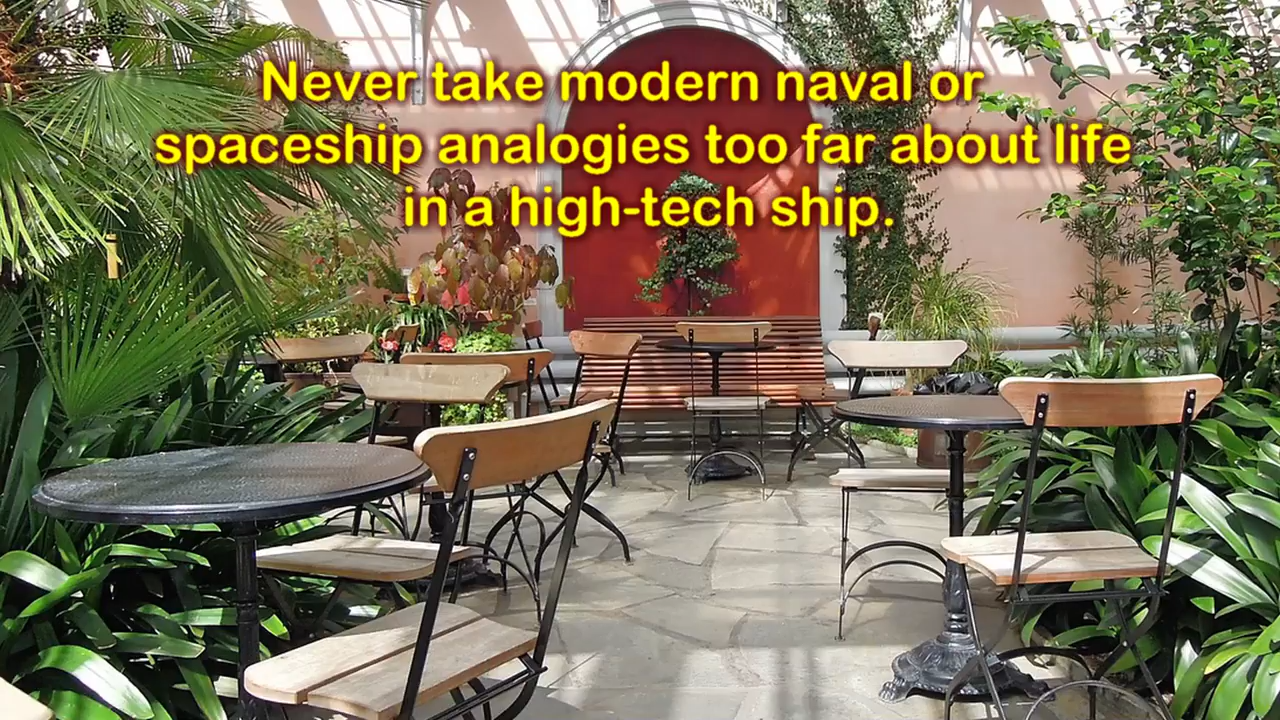 Never take modern naval or
spaceship analogies too far about life
in a high-tech ship.